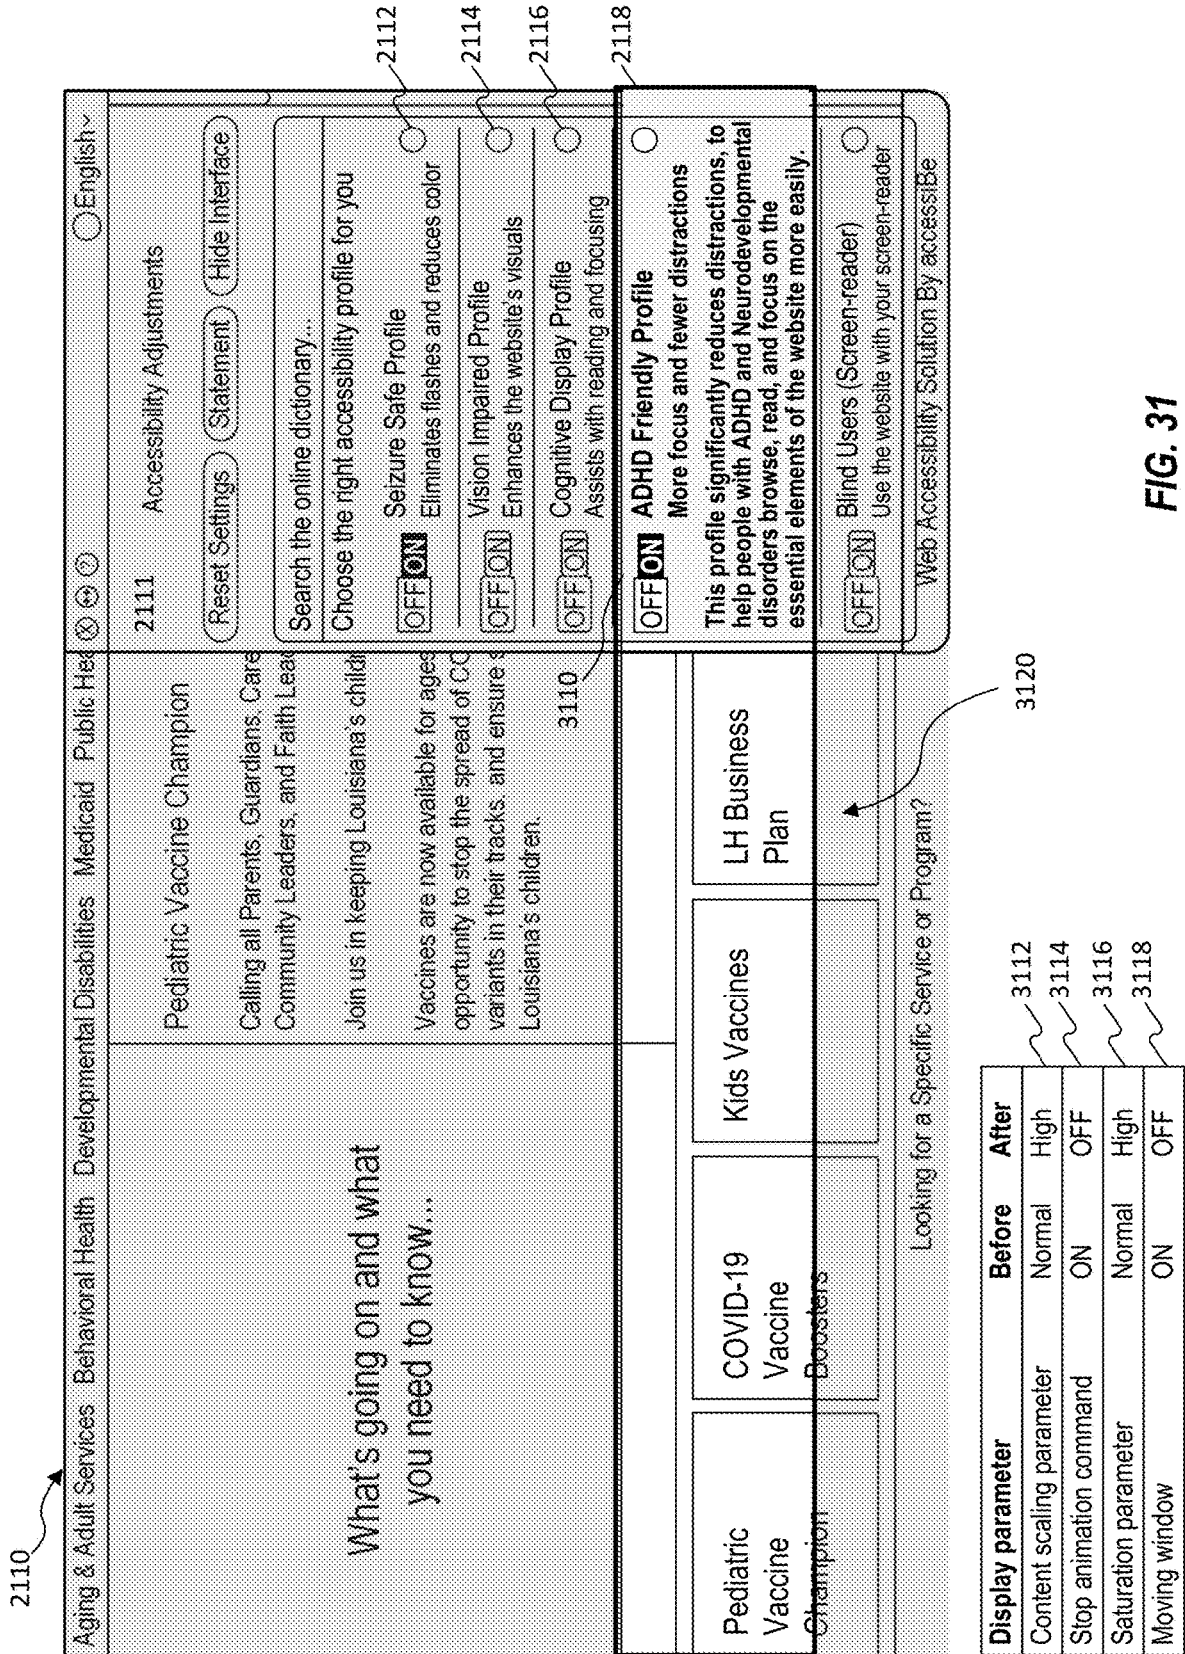 2110
Aging & Adult Services Behavioral Health Developmental Disabilities Medicaid Public Hea
English
What's going on and what
you need to know...
Pediatric Vaccine Champion
Calling all Parents, Guardians, Care
Community Leaders, and Faith Lead
Join us in keeping Louisiana's childr
Vaccines are now available for ages
opportunity to stop the spread of CO
variants in their tracks, and ensure s
Louisiana's children.
3110
2111
Accessibility Adjustments
Reset Settings
Statement
Hide Interface
Search the online dictionary...
Choose the right accessibility profile for you
OFF ON
Seizure Safe Profile
Eliminates flashes and reduces color
2112
OFF ON
Vision Impaired Profile
Enhances the website's visuals
2114
OFF ON
Cognitive Display Profile
Assists with reading and focusing
2116
OFF ON
ADHD Friendly Profile
More focus and fewer distractions
2118
This profile significantly reduces distractions, to
help people with ADHD and Neurodevelopmental
disorders browse, read, and focus on the
essential elements of the website more easily.
OFF ON
Blind Users (Screen-reader)
Use the website with your screen-reader
Web Accessibility Solution By accessiBe
Pediatric
Vaccine
Champion
COVID-19
Vaccine
Boosters
Kids Vaccines
LH Business
Plan
3120
Looking for a Specific Service or Program?
Display parameter Before After
Content scaling parameter Normal High 3112
Stop animation command ON OFF 3114
Saturation parameter Normal High 3116
Moving window ON OFF 3118
FIG. 31